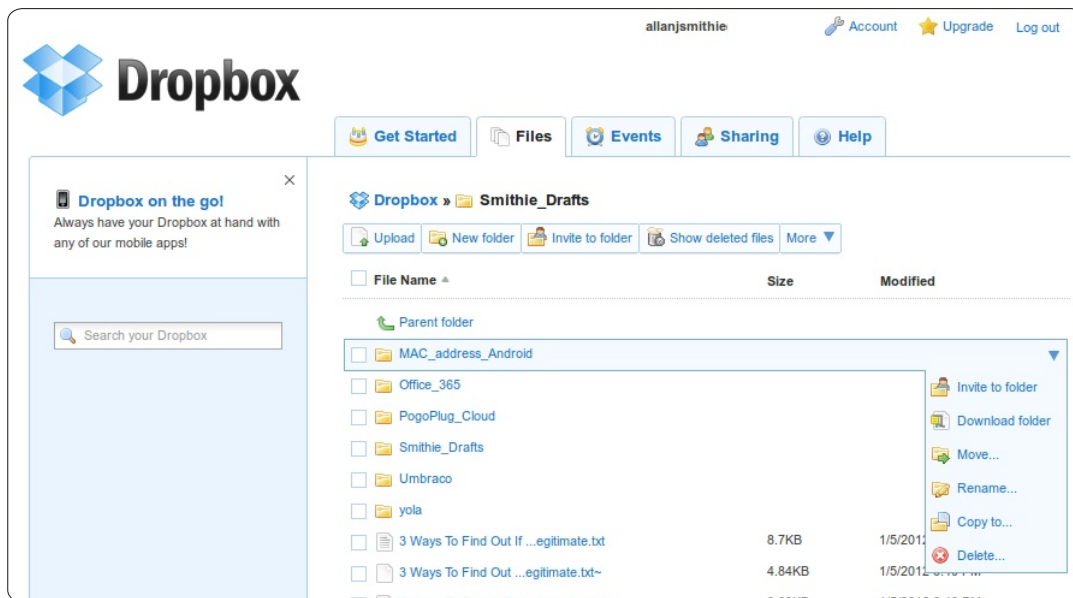 allanjsmithie Account Upgrade Log out
Dropbox
Get Started Files Events Sharing Help
Dropbox on the go!
Always have your Dropbox at hand with
any of our mobile apps!
Search your Dropbox
Dropbox » Smithie_Drafts
Upload New folder Invite to folder Show deleted files More
File Name Size Modified
Parent folder
MAC_address_Android
Office_365
PogoPlug_Cloud
Smithie_Drafts
Umbraco
yola
3 Ways To Find Out If ...egitimate.txt 8.7KB 1/5/2012
3 Ways To Find Out ...egitimate.txt~ 4.84KB 1/5/2012
Invite to folder
Download folder
Move...
Rename...
Copy to...
Delete...